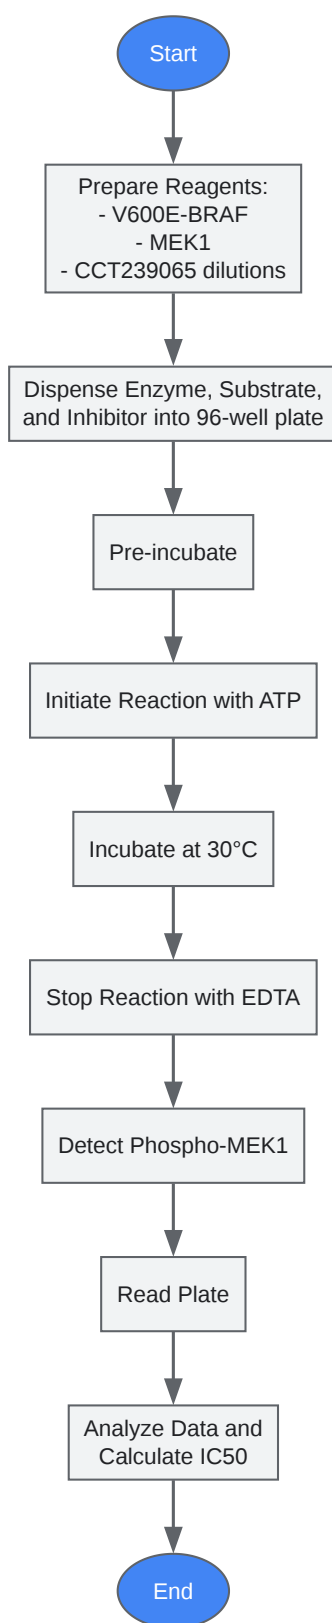 Start
Prepare Reagents:
- V600E-BRAF
- MEK1
- CCT239065 dilutions
Dispense Enzyme, Substrate,
and Inhibitor into 96-well plate
Pre-incubate
Initiate Reaction with ATP
Incubate at 30°C
Stop Reaction with EDTA
Detect Phospho-MEK1
Read Plate
Analyze Data and
Calculate IC50
End